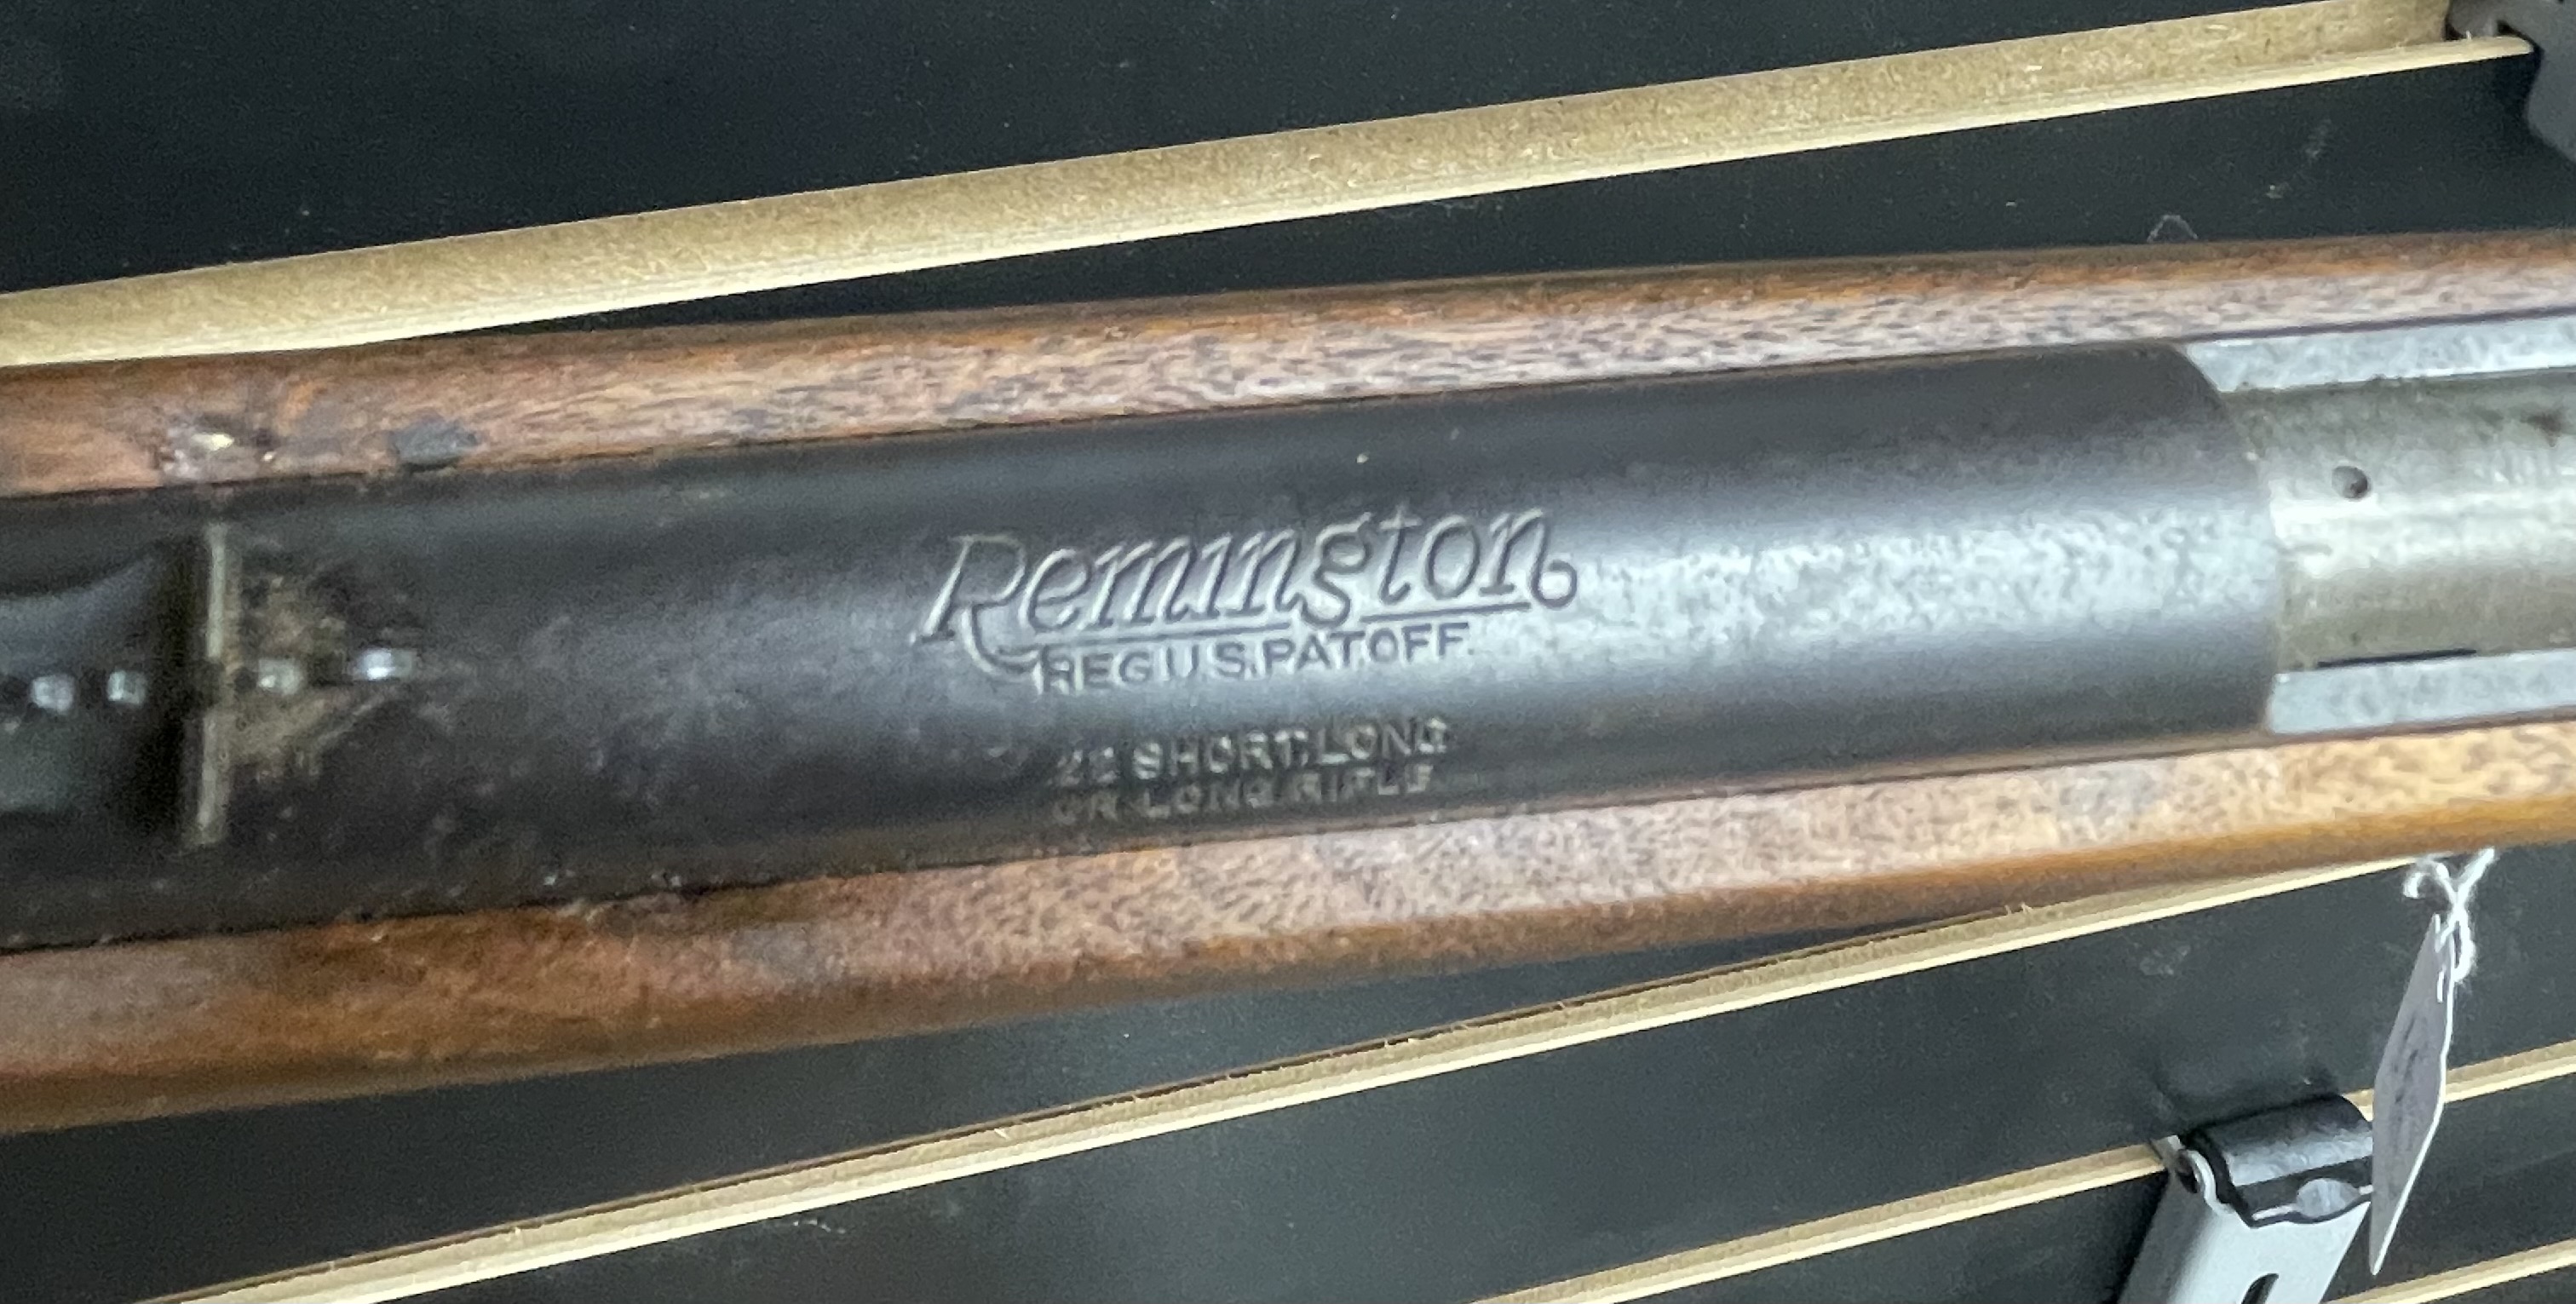 Remington
REG.U.S.PAT.OFF.
22 SHORT, LONG
OR LONG RIFLE